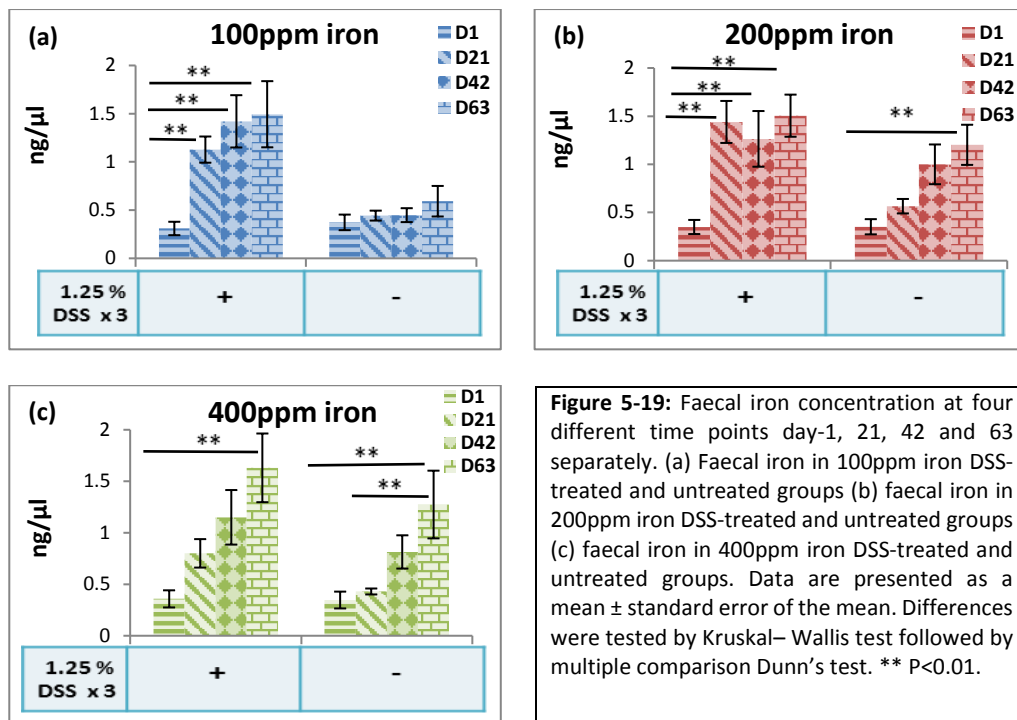 (a)
100ppm iron
D1
D21
D42
D63
2
1.5
1
0.5
0
ng/µl
**
**
**
1.25 %
DSS x 3
+
-
(b)
200ppm iron
D1
D21
D42
D63
2
1.5
1
0.5
0
ng/µl
**
**
**
**
1.25 %
DSS x 3
+
-
(c)
400ppm iron
D1
D21
D42
D63
2
1.5
1
0.5
0
ng/µl
**
**
**
1.25 %
DSS x 3
+
-
Figure 5-19: Faecal iron concentration at four
different time points day-1, 21, 42 and 63
separately. (a) Faecal iron in 100ppm iron DSS-
treated and untreated groups (b) faecal iron in
200ppm iron DSS-treated and untreated groups
(c) faecal iron in 400ppm iron DSS-treated and
untreated groups. Data are presented as a
mean ± standard error of the mean. Differences
were tested by Kruskal– Wallis test followed by
multiple comparison Dunn’s test. ** P<0.01.